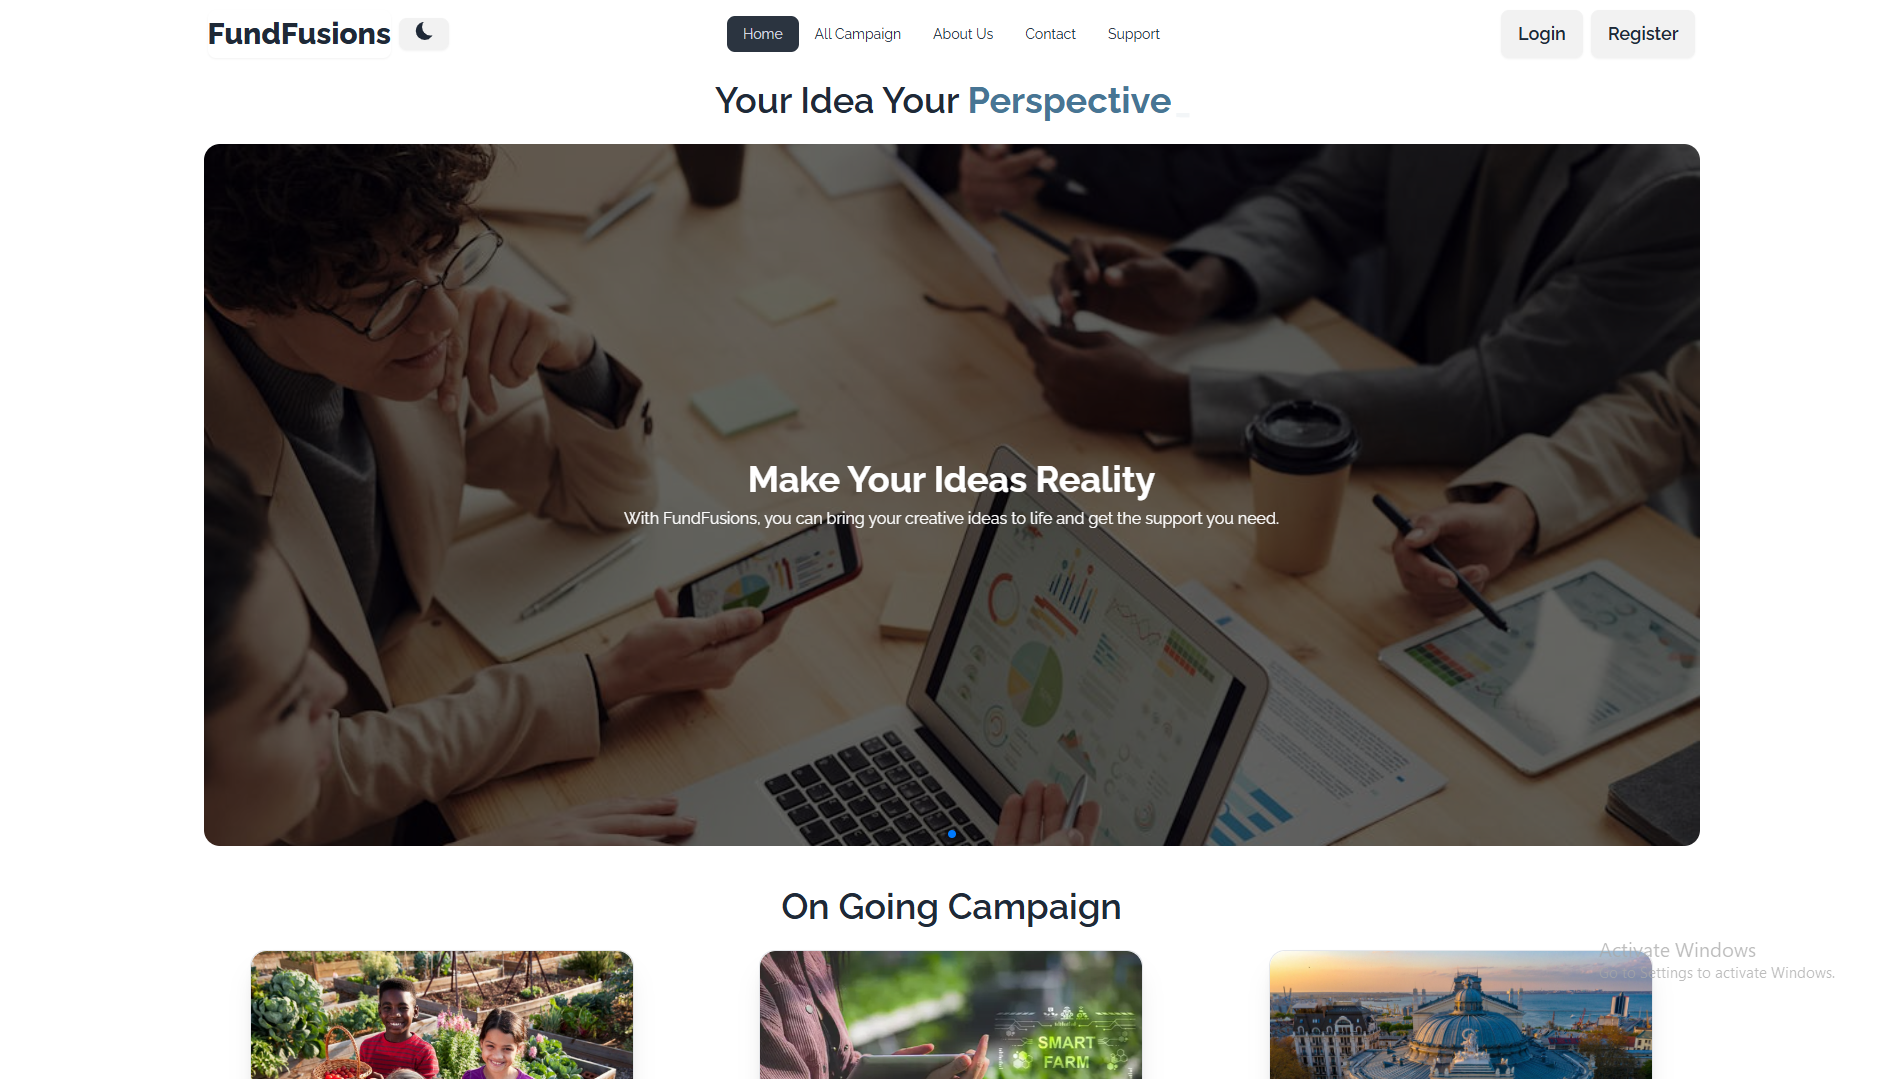 FundFusions
Home
All Campaign
About Us
Contact
Support
Login
Register
Your Idea Your Perspective_
Make Your Ideas Reality
With FundFusions, you can bring your creative ideas to life and get the support you need.
On Going Campaign
SMART
FARM
Activate Windows
Go to Settings to activate Windows.